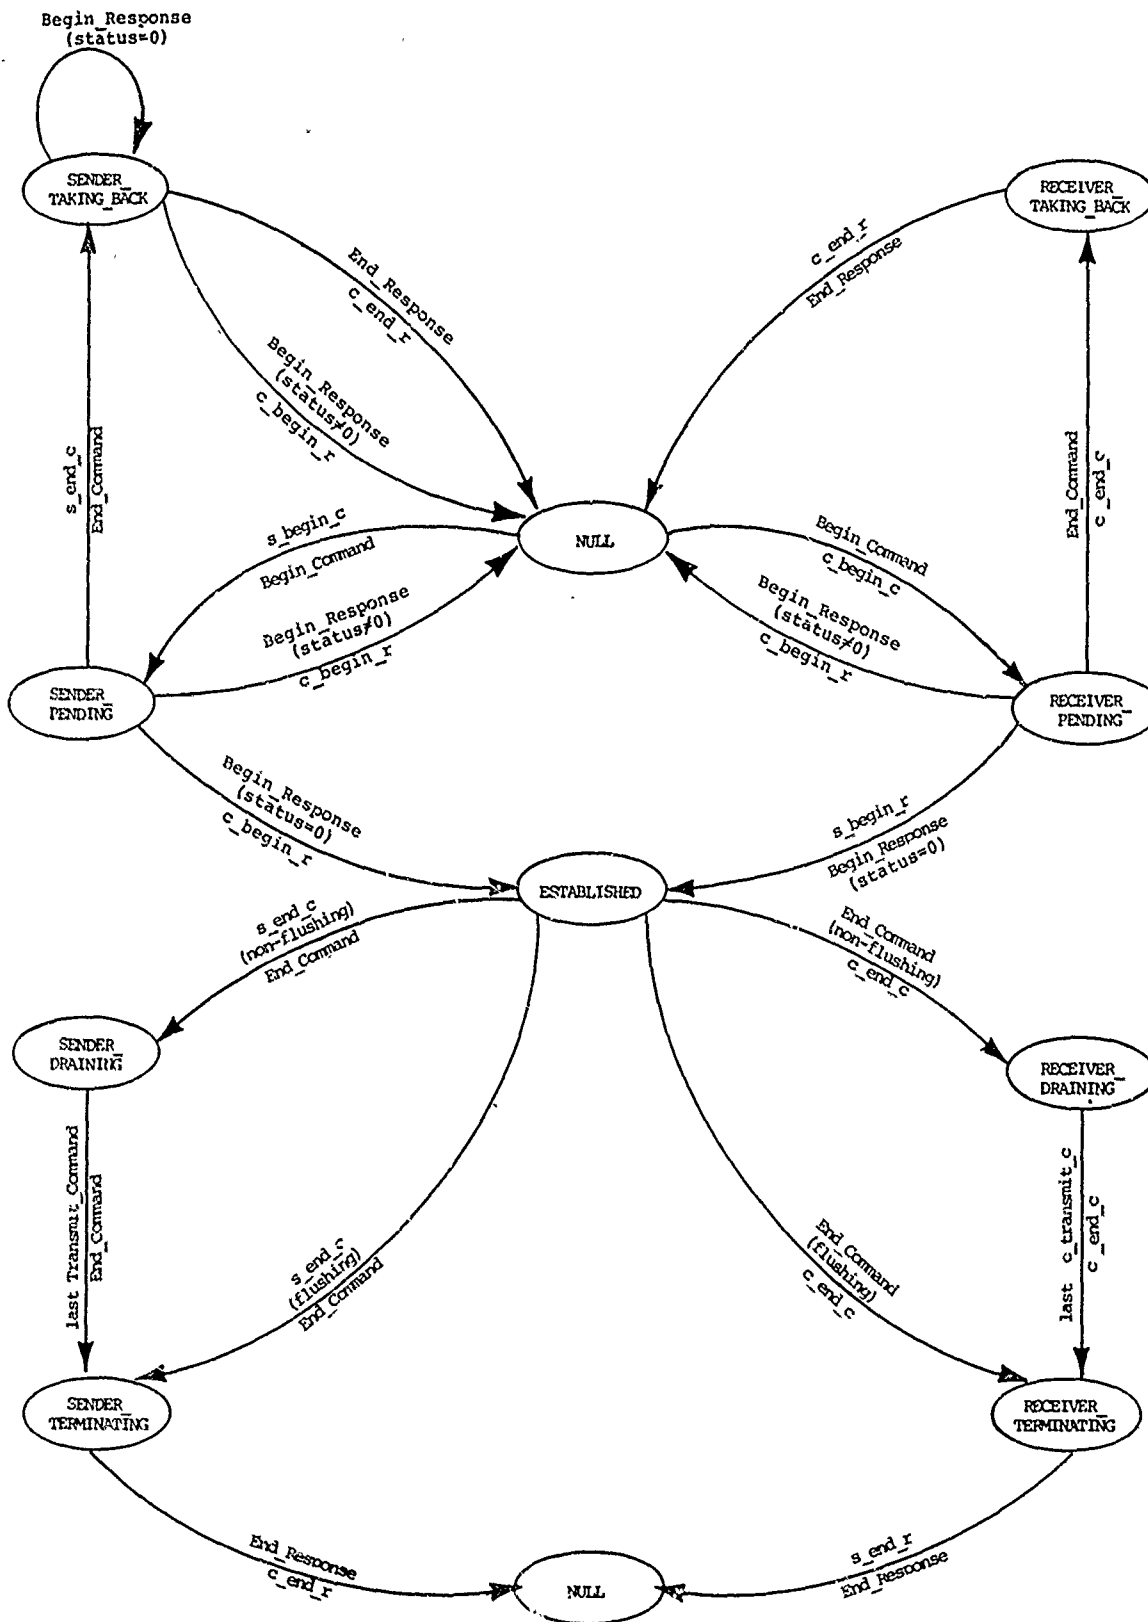 Begin_Response
(status=0)
SENDER_
TAKING_BACK
RECEIVER_
TAKING_BACK
End_Response
c_end_r
c_end_r
End_Response
Begin_Response
(status≠0)
c_begin_r
s_end_c
End_Command
End_Command
c_end_c
NULL
s_begin_c
Begin_Command
Begin_Command
c_begin_c
Begin_Response
(status≠0)
c_begin_r
Begin_Response
(status≠0)
c_begin_r
SENDER_
PENDING
RECEIVER_
PENDING
Begin_Response
(status=0)
c_begin_r
s_begin_r
Begin_Response
(status=0)
ESTABLISHED
s_end_c
(non-flushing)
End_Command
End_Command
(non-flushing)
c_end_c
SENDER_
DRAINING
RECEIVER_
DRAINING
last Transmit_Command
End_Command
s_end_c
(flushing)
End_Command
End_Command
(flushing)
c_end_c
last c_transmit_c
c_end_c
SENDER_
TERMINATING
RECEIVER_
TERMINATING
End_Response
c_end_r
s_end_r
End_Response
NULL